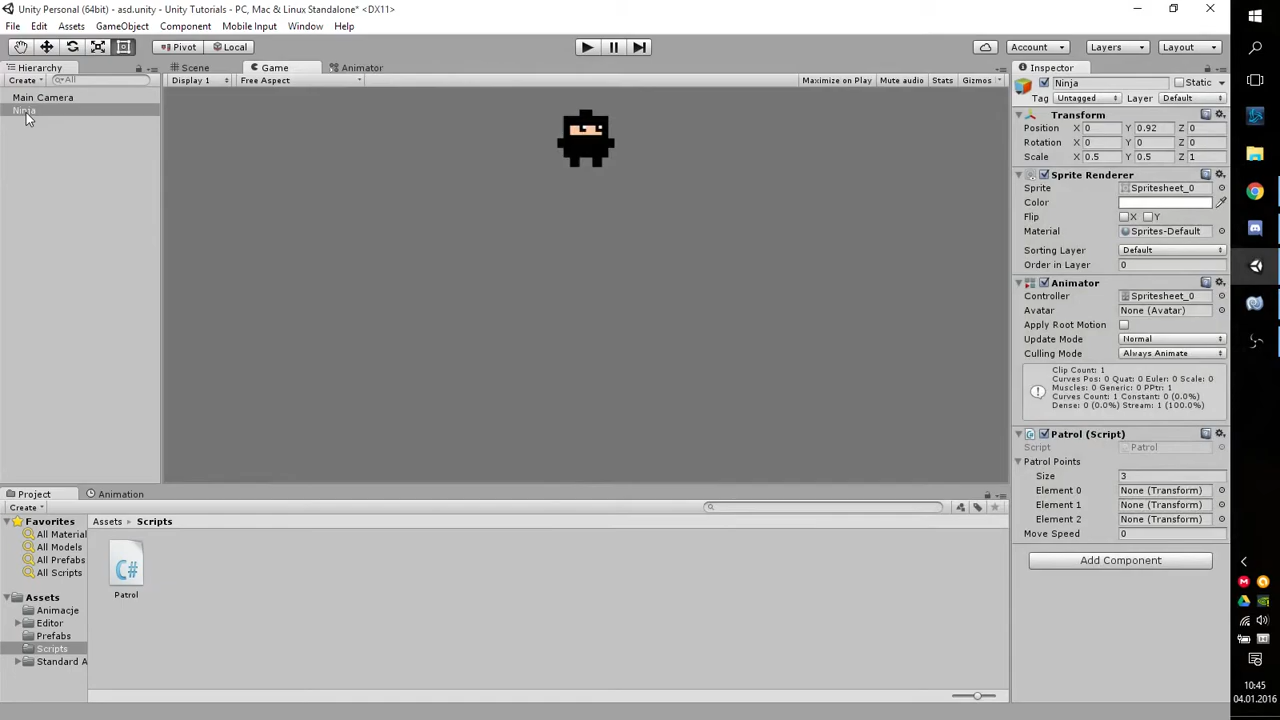 Unity Personal (64bit) - asd.unity - Unity Tutorials - PC, Mac & Linux Standalone* <DX11>
File Edit Assets GameObject Component Mobile Input Window Help
Pivot Local Account Layers Layout
Hierarchy Scene Game Animator Inspector
Create All Display 1 Free Aspect Maximize on Play Mute audio Stats Gizmos Ninja Static
Main Camera Tag Untagged Layer Default
Ninja Transform
Position X 0 Y 0.92 Z 0
Rotation X 0 Y 0 Z 0
Scale X 0.5 Y 0.5 Z 1
Sprite Renderer
Sprite Spritesheet_0
Color
Flip X Y
Material Sprites-Default
Sorting Layer Default
Order in Layer 0
Animator
Controller Spritesheet_0
Avatar None (Avatar)
Apply Root Motion
Update Mode Normal
Culling Mode Always Animate
Clip Count: 1
Curves Pos: 0 Quat: 0 Euler: 0 Scale: 0
Muscles: 0 Generic: 0 PPtr: 1
Curves Count: 1 Constant: 0 (0.0%)
Dense: 0 (0.0%) Stream: 1 (100.0%)
Patrol (Script)
Script Patrol
Patrol Points
Size 3
Element 0 None (Transform)
Element 1 None (Transform)
Element 2 None (Transform)
Move Speed 0
Add Component
Project Animation
Create
Favorites Assets Scripts
All Material
All Models
All Prefabs
All Scripts
C#
Patrol
Assets
Animacje
Editor
Prefabs
Scripts
Standard A
10:45
04.01.2016